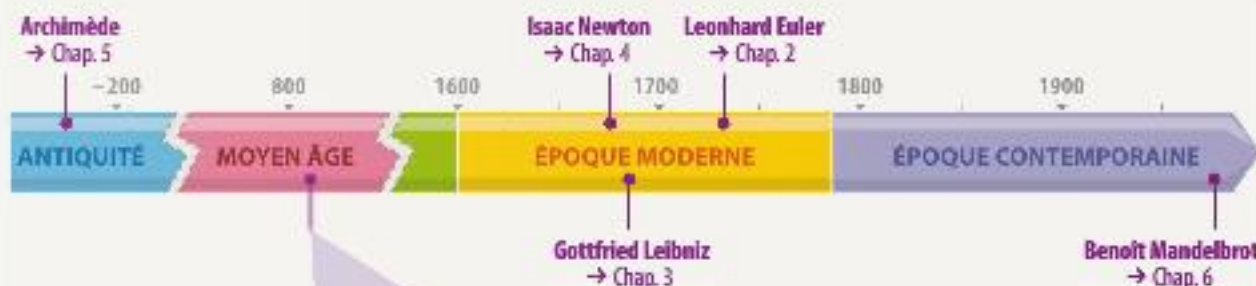 Archimède
→ Chap. 5
Isaac Newton
→ Chap. 4
Leonhard Euler
→ Chap. 2
–200
800
1600
1700
1800
1900
ANTIQUITÉ
MOYEN ÂGE
ÉPOQUE MODERNE
ÉPOQUE CONTEMPORAINE
Gottfried Leibniz
→ Chap. 3
Benoît Mandelbrot
→ Chap. 6